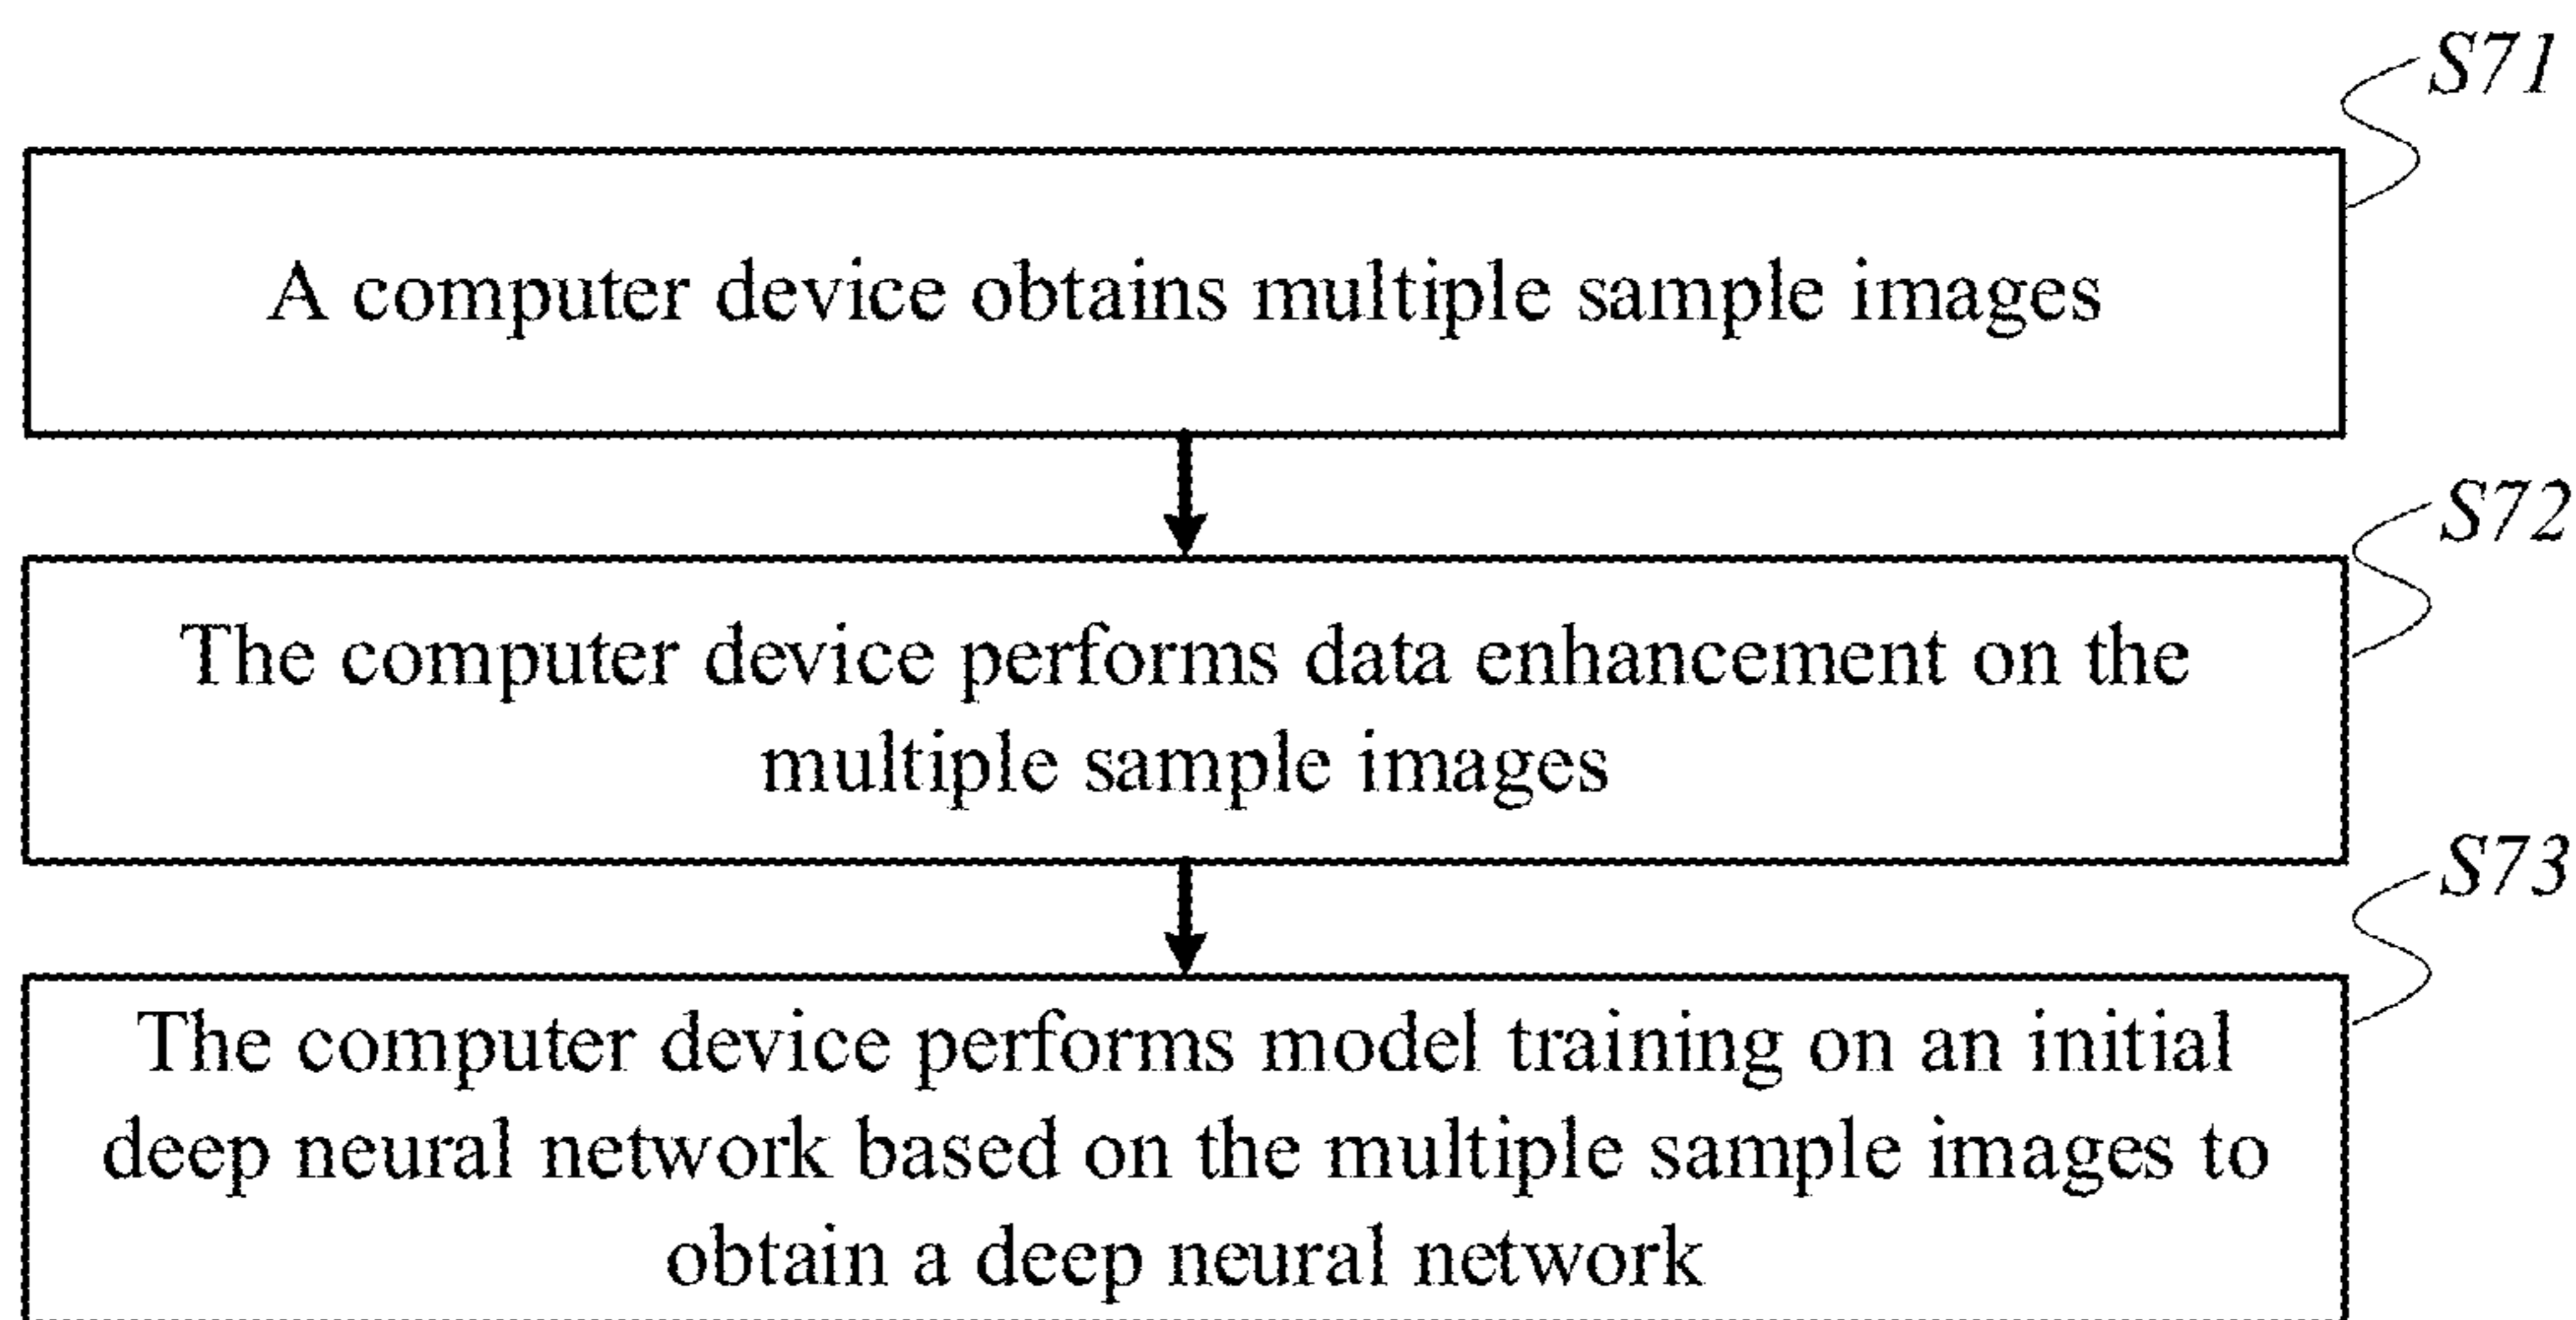 S71
A computer device obtains multiple sample images
S72
The computer device performs data enhancement on the
multiple sample images
S73
The computer device performs model training on an initial
deep neural network based on the multiple sample images to
obtain a deep neural network